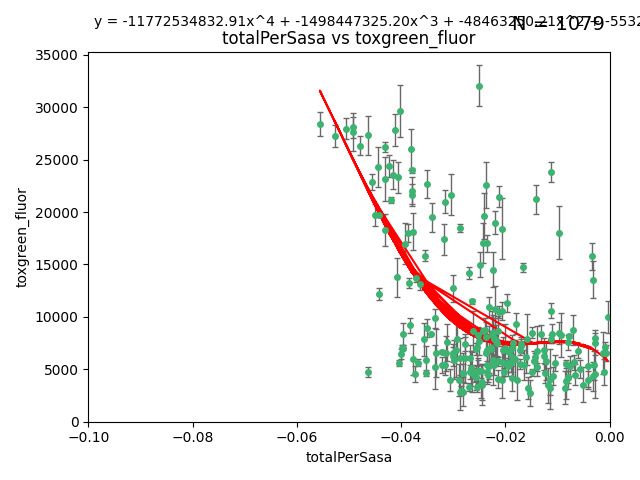 y = -11772534832.91x^4 + -1498447325.20x^3 +
N = 1079
totalPerSasa vs toxgreen_fluor
35000
30000
25000
20000
15000
10000
5000
0
toxgreen_fluor
−0.10 −0.08 −0.06 −0.04 −0.02 0.00
totalPerSasa